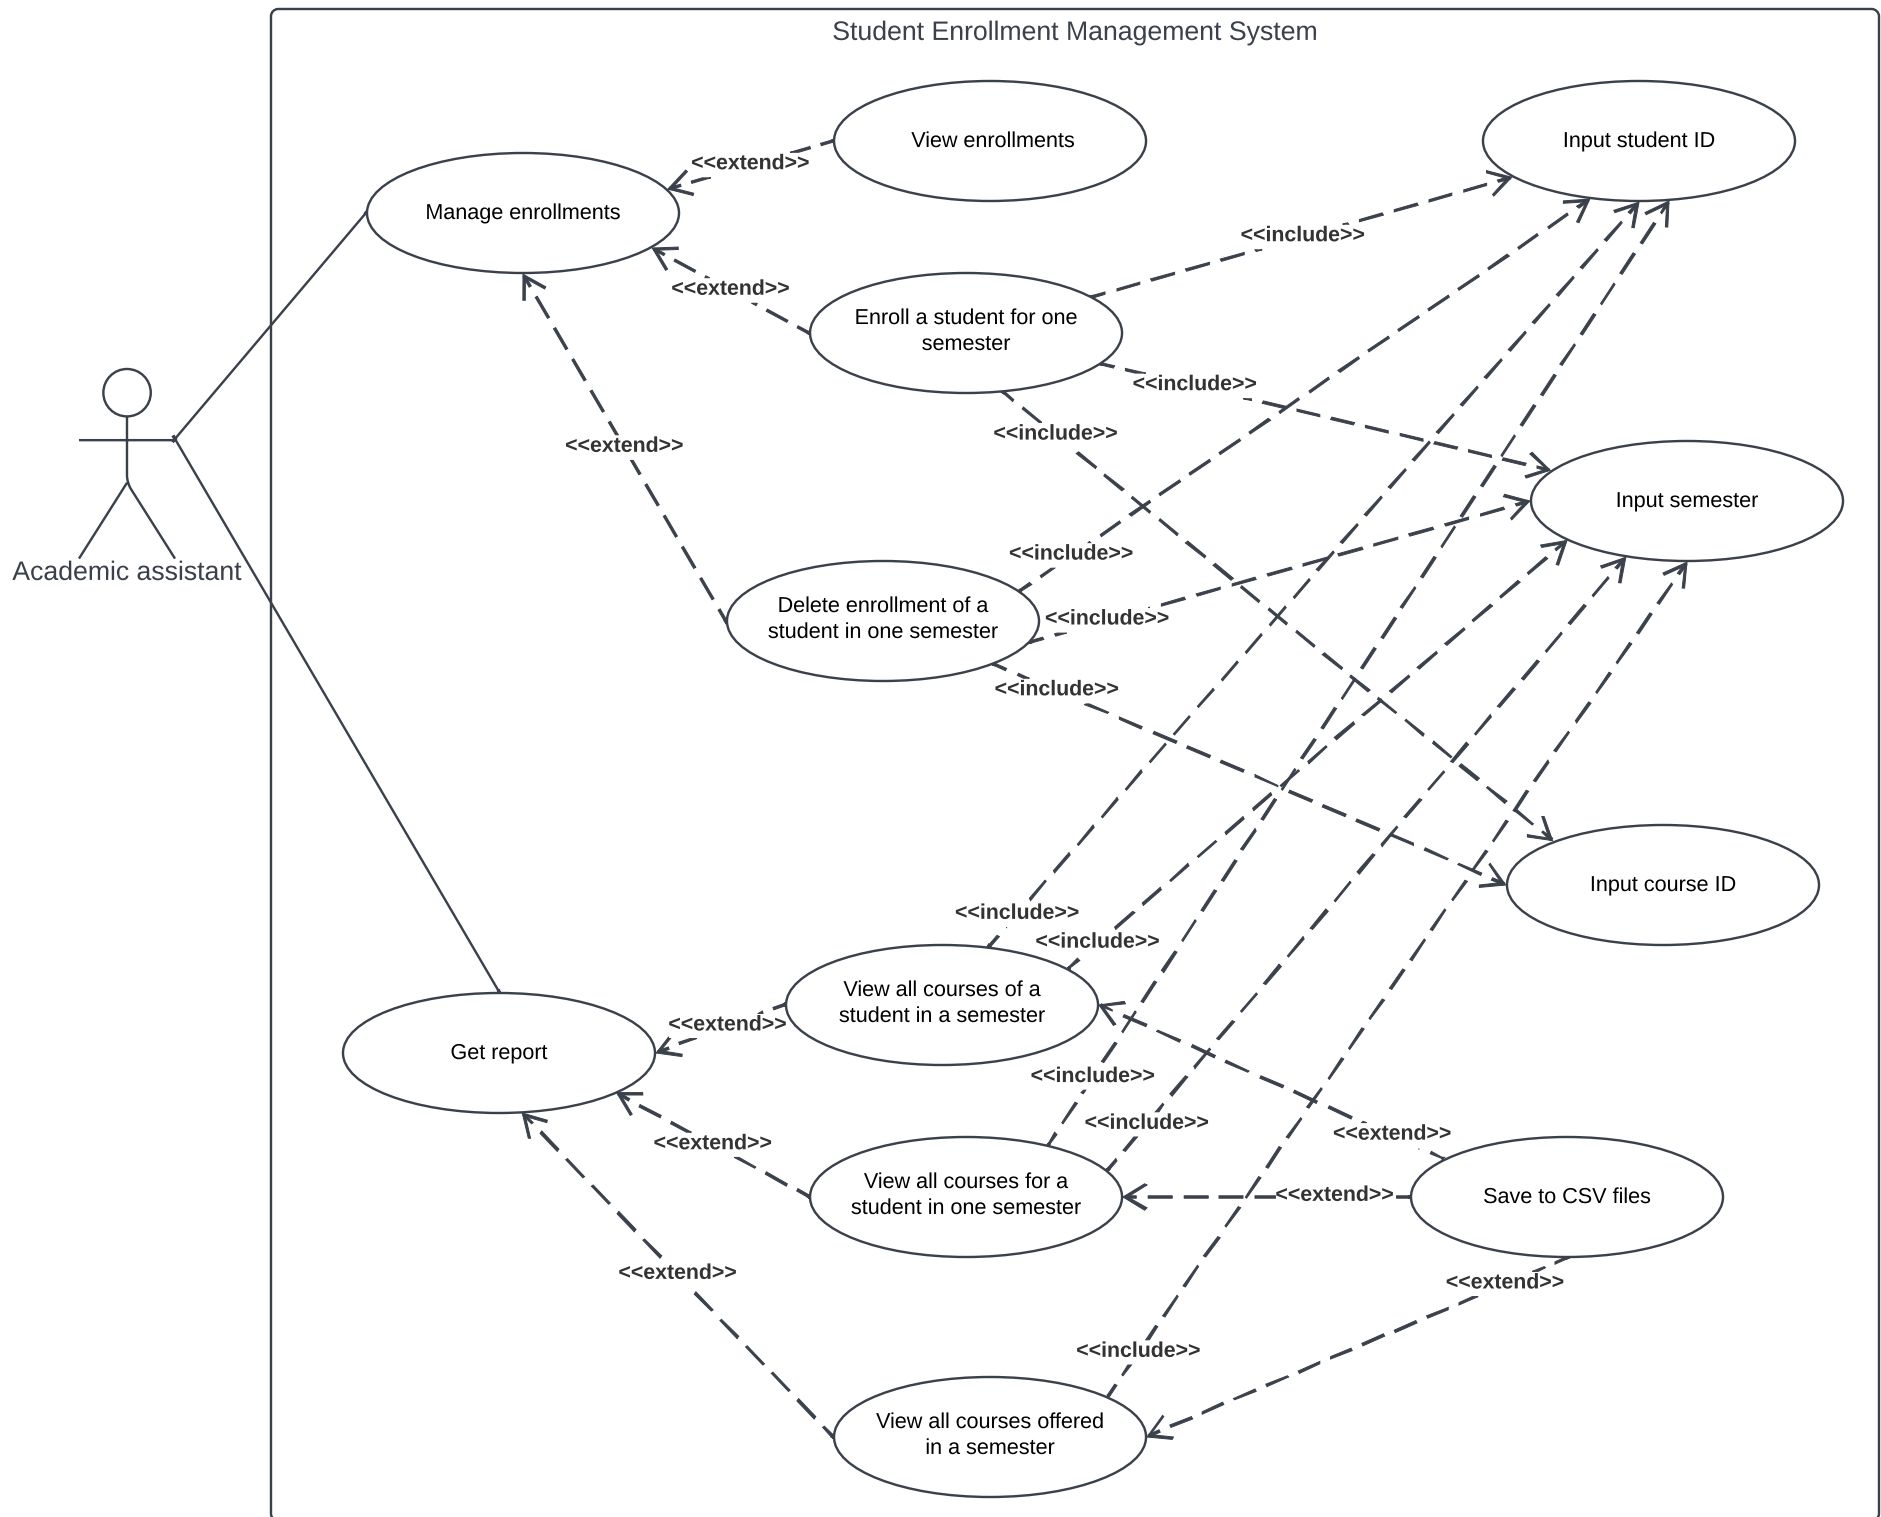 Student Enrollment Management System
View enrollments
Input student ID
<<extend>>
Manage enrollments
<<include>>
<<extend>>
Enroll a student for one
semester
<<include>>
<<include>>
<<extend>>
Input semester
<<include>>
Academic assistant
Delete enrollment of a
student in one semester
<<include>>
<<include>>
Input course ID
<<include>>
<<include>>
View all courses of a
student in a semester
<<extend>>
Get report
<<include>>
<<include>>
<<extend>>
<<extend>>
View all courses for a
student in one semester
<<extend>>
Save to CSV files
<<extend>>
<<extend>>
<<include>>
View all courses offered
in a semester